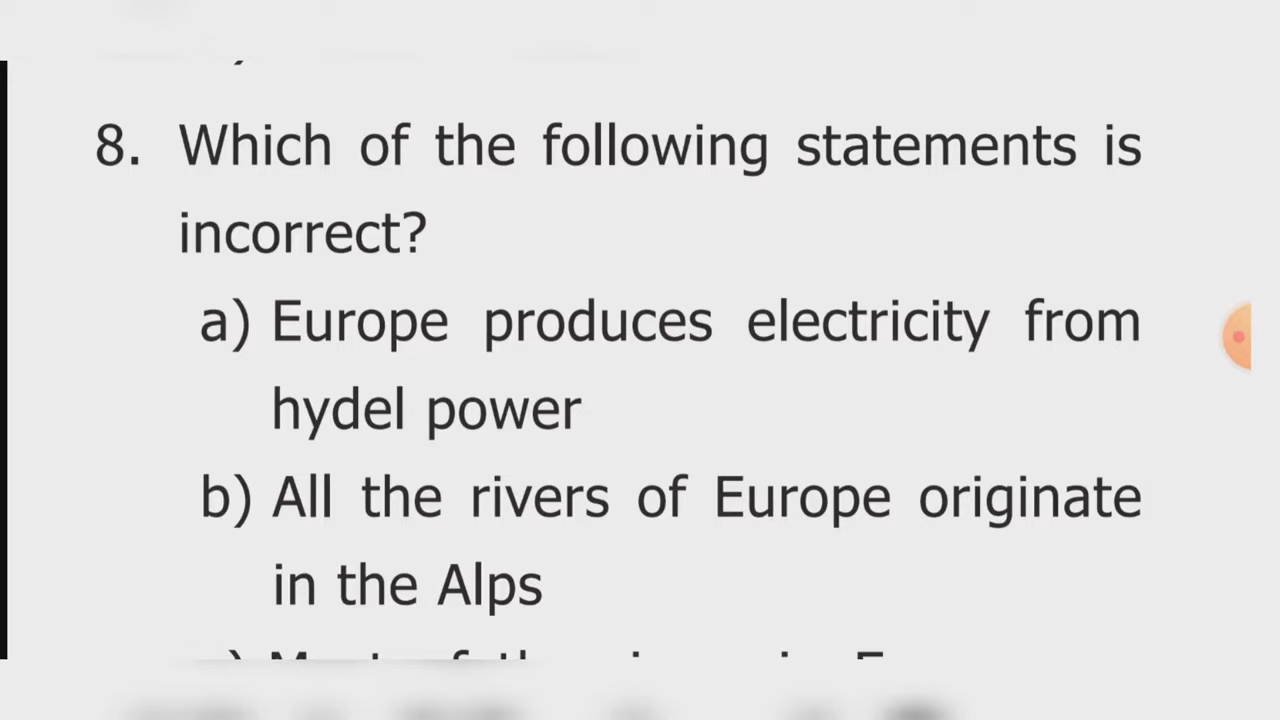 8. Which of the following statements is
incorrect?
a) Europe produces electricity from
hydel power
b) All the rivers of Europe originate
in the Alps